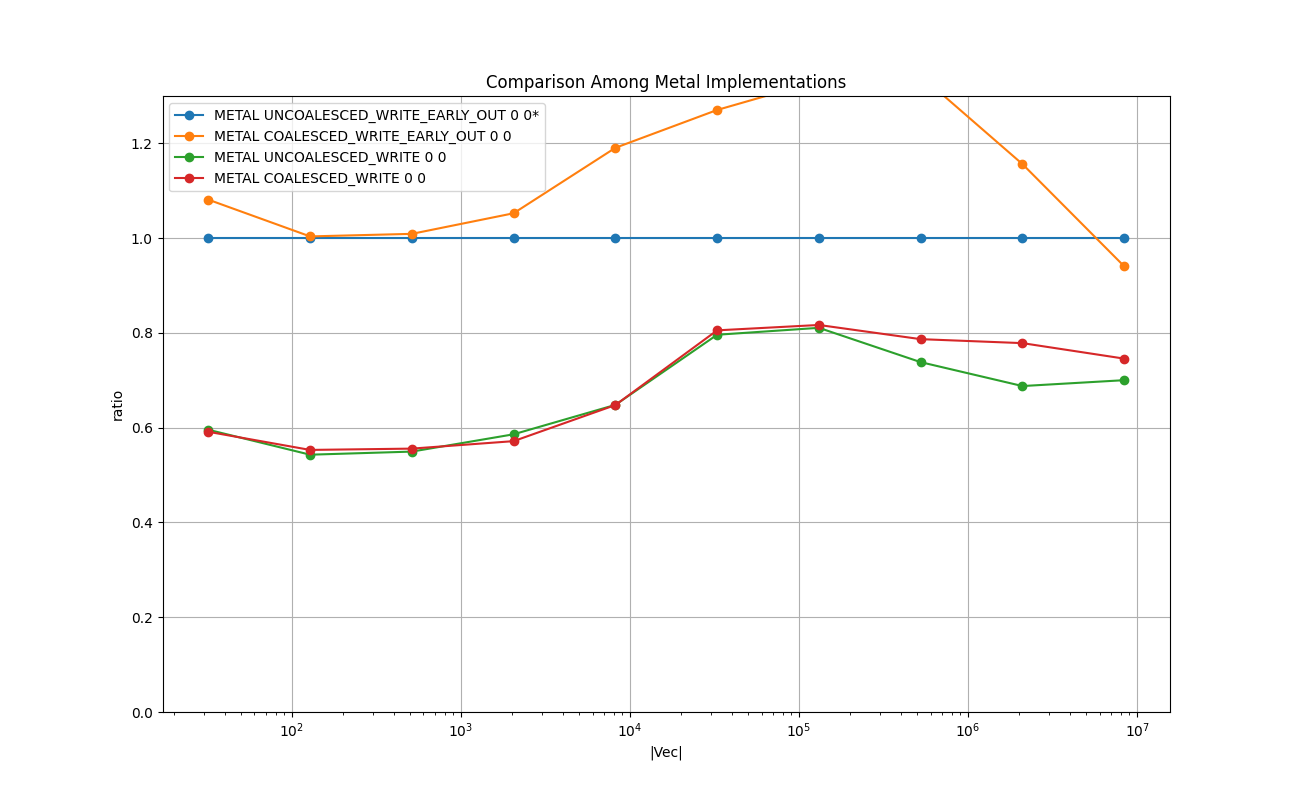 Comparison Among Metal Implementations
METAL UNCOALESCED_WRITE_EARLY_OUT 0 0*
METAL COALESCED_WRITE_EARLY_OUT 0 0
METAL UNCOALESCED_WRITE 0 0
METAL COALESCED_WRITE 0 0
1.2
1.0
0.8
0.6
0.4
0.2
0.0
ratio
10² 10³ 10⁴ 10⁵ 10⁶ 10⁷
|Vec|